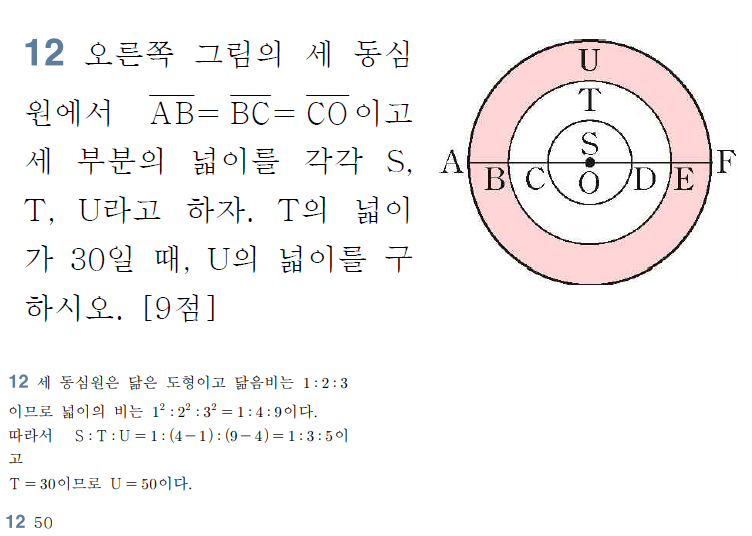 12 오른쪽 그림의 세 동심
원에서 AB=BC=CO이고
세 부분의 넓이를 각각 S,
T, U라고 하자. T의 넓이
가 30일 때, U의 넓이를 구
하시오. [9점]
U
T
S
A B C O D E F
12 세 동심원은 닮은 도형이고 닮음비는 1:2:3
이므로 넓이의 비는 1²:2²:3²=1:4:9이다.
따라서 S:T:U=1:(4-1):(9-4)=1:3:5이
고
T=30이므로 U=50이다.
12 50